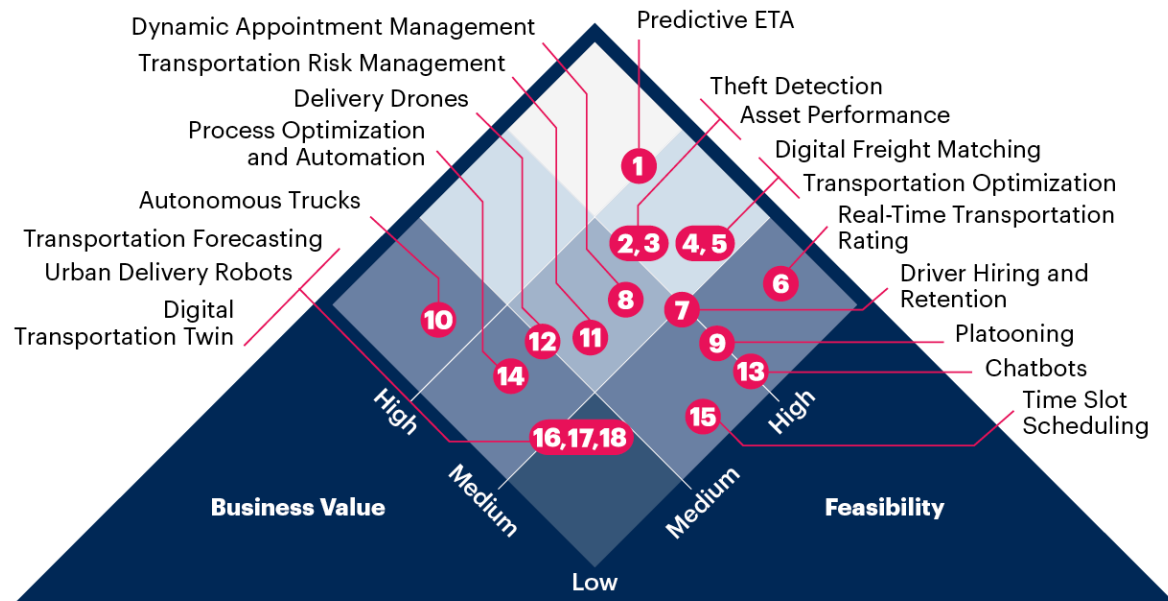 Dynamic Appointment Management
Transportation Risk Management
Delivery Drones
Process Optimization
and Automation
Autonomous Trucks
Transportation Forecasting
Urban Delivery Robots
Digital
Transportation Twin
Predictive ETA
Theft Detection
Asset Performance
Digital Freight Matching
Transportation Optimization
Real-Time Transportation
Rating
Driver Hiring and
Retention
Platooning
Chatbots
Time Slot
Scheduling
1
2, 3
4, 5
6
7
8
9
10
11
12
13
14
15
16,17,18
High
Medium
Low
Medium
High
Business Value
Feasibility